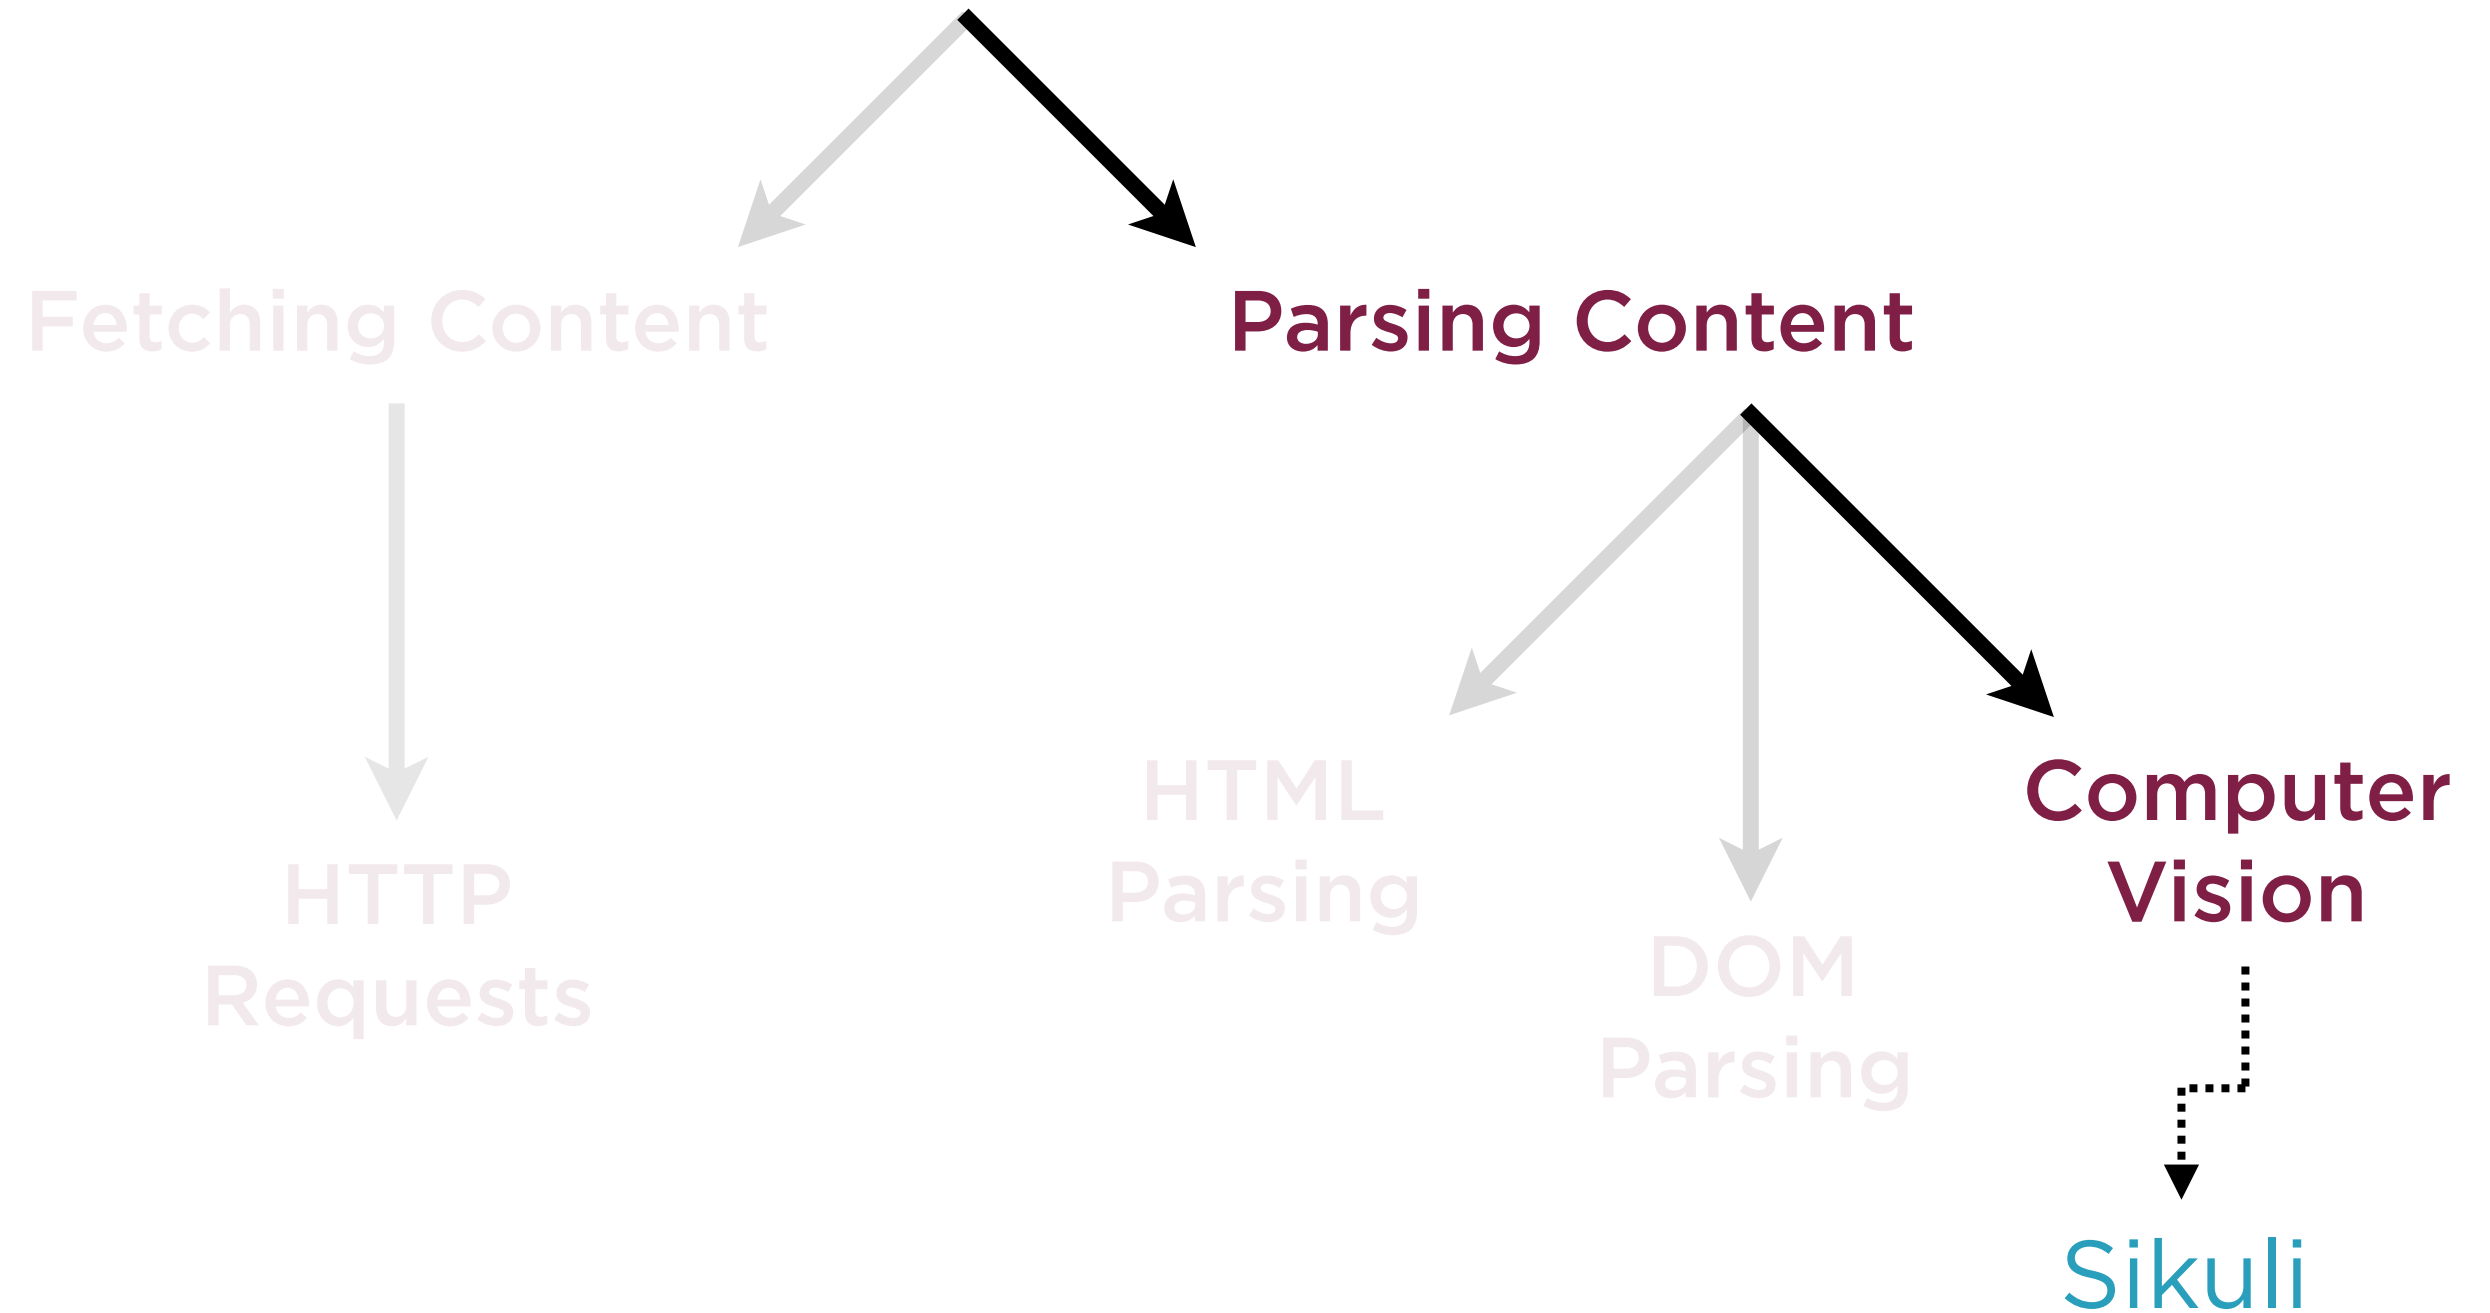 Fetching Content
Parsing Content
HTTP
Requests
HTML
Parsing
DOM
Parsing
Computer
Vision
Sikuli